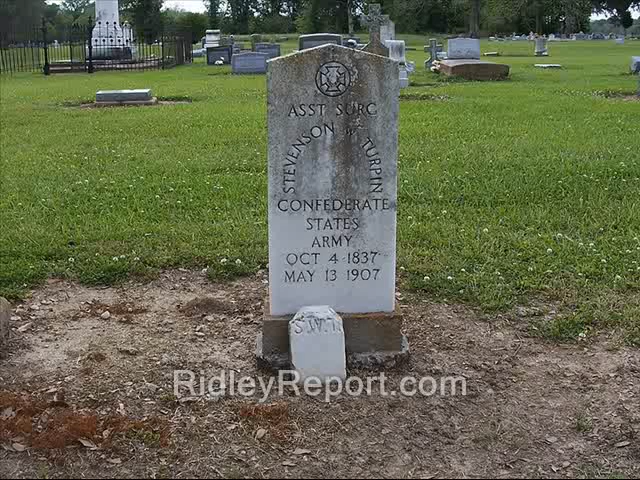 ASST SURG
STEVENSON W TURPIN
CONFEDERATE
STATES
ARMY
OCT 4 1837
MAY 13 1907
S.W.T.
RidleyReport.com